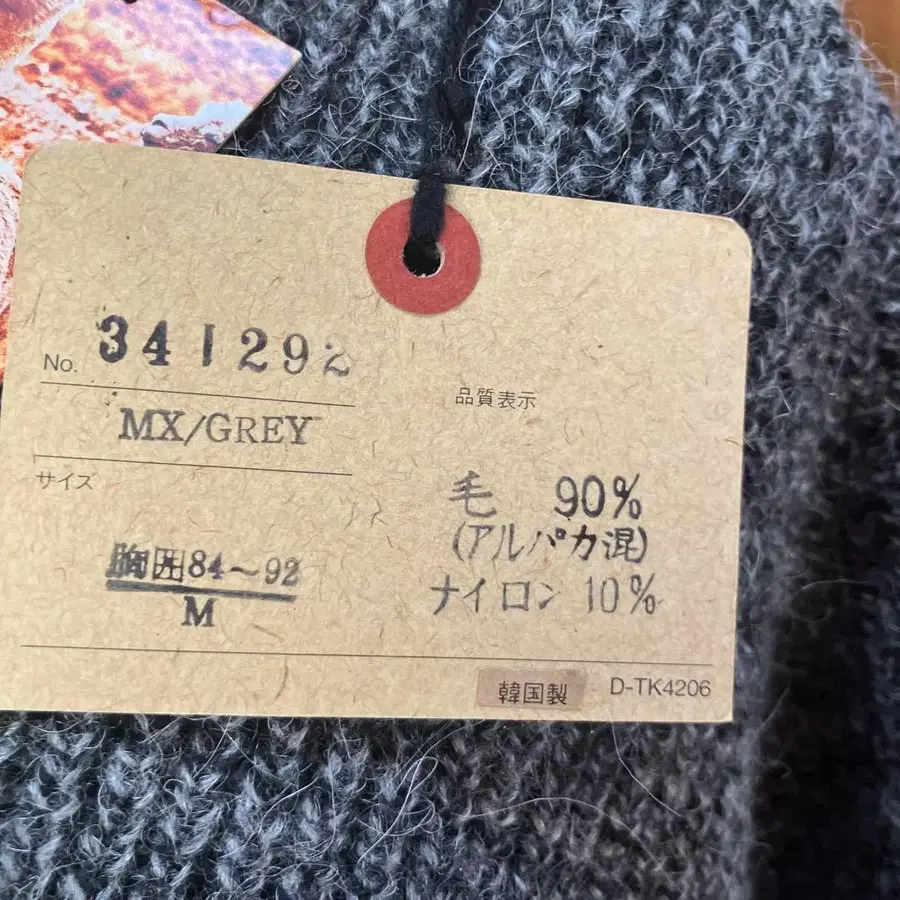 No. 341292
MX/GREY
サイズ
胸囲84～92
M
品質表示
毛 90%
(アルパカ混)
ナイロン 10%
韓国製 D-TK4206